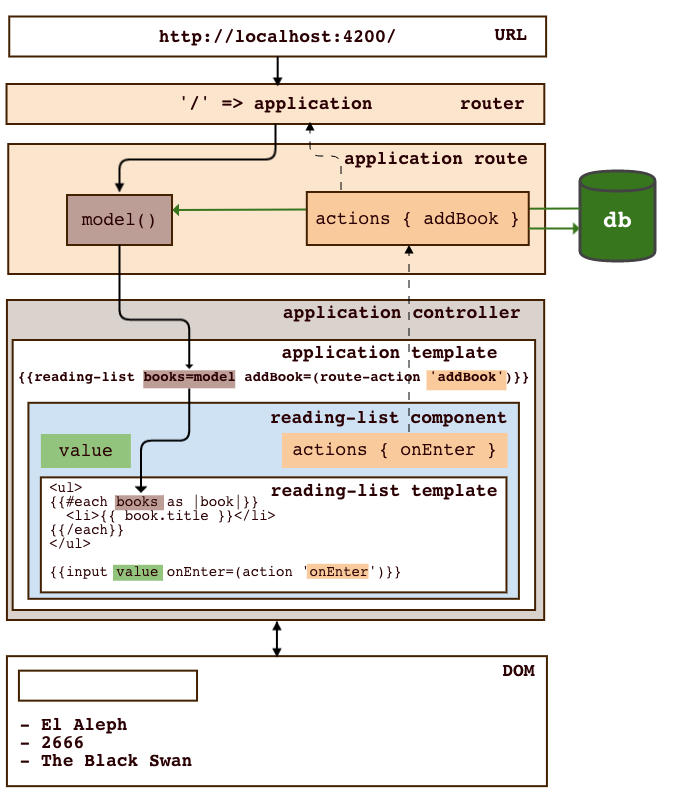 http://localhost:4200/ URL
'/' => application router
application route
model() actions { addBook } db
application controller
application template
{{reading-list books=model addBook=(route-action 'addBook')}}
reading-list component
value actions { onEnter }
reading-list template
<ul>
{{#each books as |book|}}
<li>{{ book.title }}</li>
{{/each}}
</ul>
{{input value onEnter=(action 'onEnter')}}
DOM
- El Aleph
- 2666
- The Black Swan